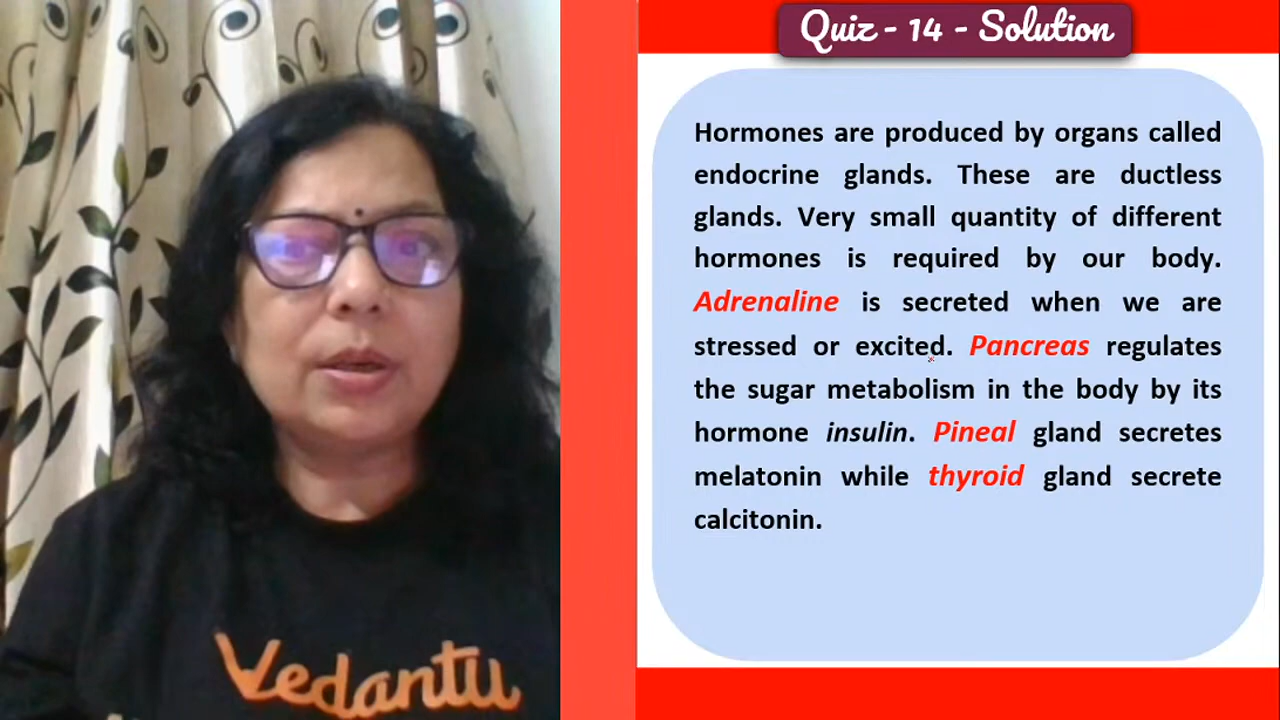 Quiz - 14 - Solution
Hormones are produced by organs called
endocrine glands. These are ductless
glands. Very small quantity of different
hormones is required by our body.
Adrenaline is secreted when we are
stressed or excited. Pancreas regulates
the sugar metabolism in the body by its
hormone insulin. Pineal gland secretes
melatonin while thyroid gland secrete
calcitonin.
Vedantu